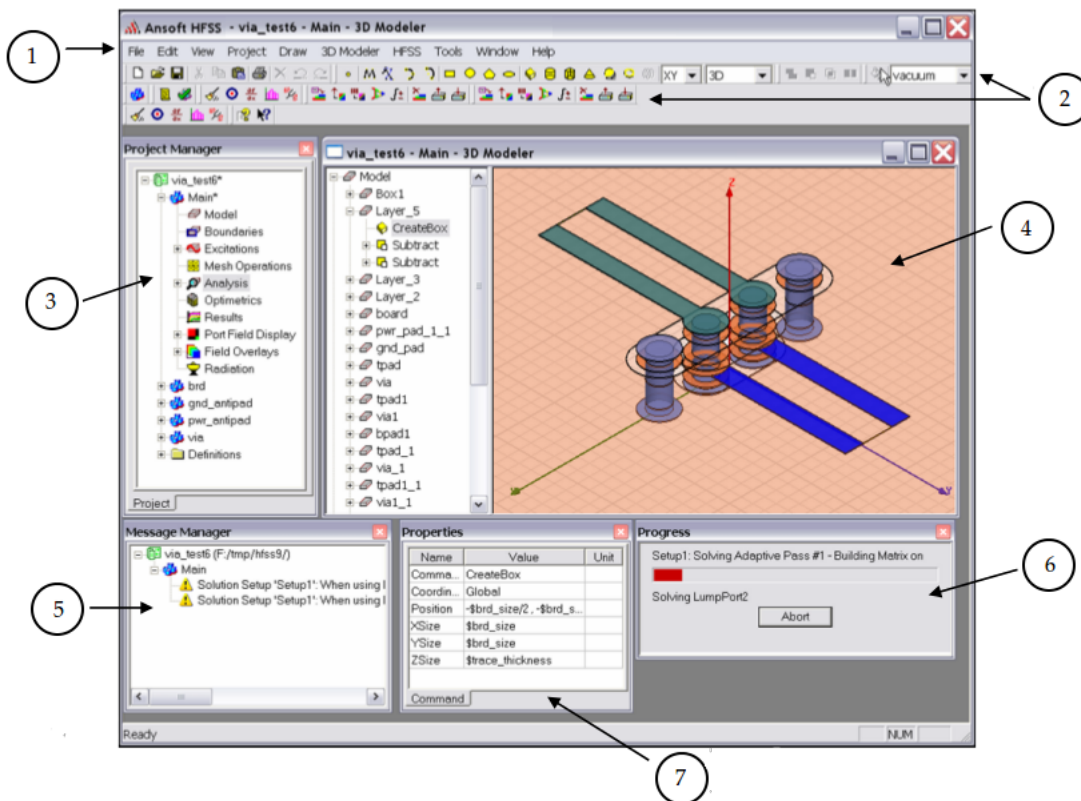 Ansoft HFSS - via_test6 - Main - 3D Modeler
1
File Edit View Project Draw 3D Modeler HFSS Tools Window Help
XY 3D vacuum
2
Project Manager
via_test6*
Main*
Model
Boundaries
Excitations
Mesh Operations
Analysis
Optimetrics
Results
Port Field Display
Field Overlays
Radiation
brd
gnd_antipad
pwr_antipad
via
Definitions
Project
3
via_test6 - Main - 3D Modeler
Model
Box1
Layer_5
CreateBox
Subtract
Subtract
Layer_3
Layer_2
board
pwr_pad_1_1
gnd_pad
tpad
via
tpad1
via1
bpad1
tpad_1
via_1
tpad1_1
via1_1
Z
Y
4
Message Manager
via_test6 (F:/tmp/hfss9/)
Main
Solution Setup 'Setup1': When using l
Solution Setup 'Setup1': When using l
5
Properties
Name Value Unit
Comma... CreateBox
Coordin... Global
Position -$brd_size/2 , -$brd_s...
XSize $brd_size
YSize $brd_size
ZSize $trace_thickness
Command
Progress
Setup1: Solving Adaptive Pass #1 - Building Matrix on
Solving LumpPort2
Abort
6
Ready NUM
7